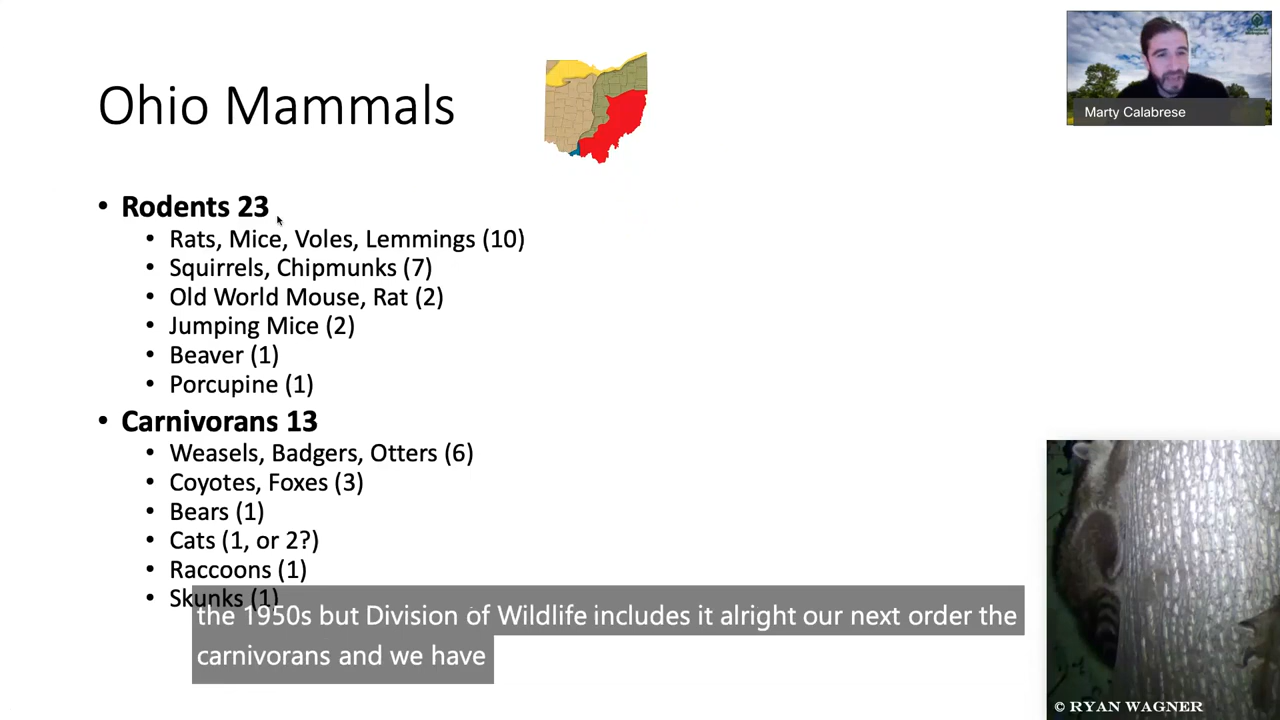 Ohio Mammals
Marty Calabrese
• Rodents 23
• Rats, Mice, Voles, Lemmings (10)
• Squirrels, Chipmunks (7)
• Old World Mouse, Rat (2)
• Jumping Mice (2)
• Beaver (1)
• Porcupine (1)
• Carnivorans 13
• Weasels, Badgers, Otters (6)
• Coyotes, Foxes (3)
• Bears (1)
• Cats (1, or 2?)
• Raccoons (1)
• Skunks (1)
the 1950s but Division of Wildlife includes it alright our next order the
carnivorans and we have
© RYAN WAGNER